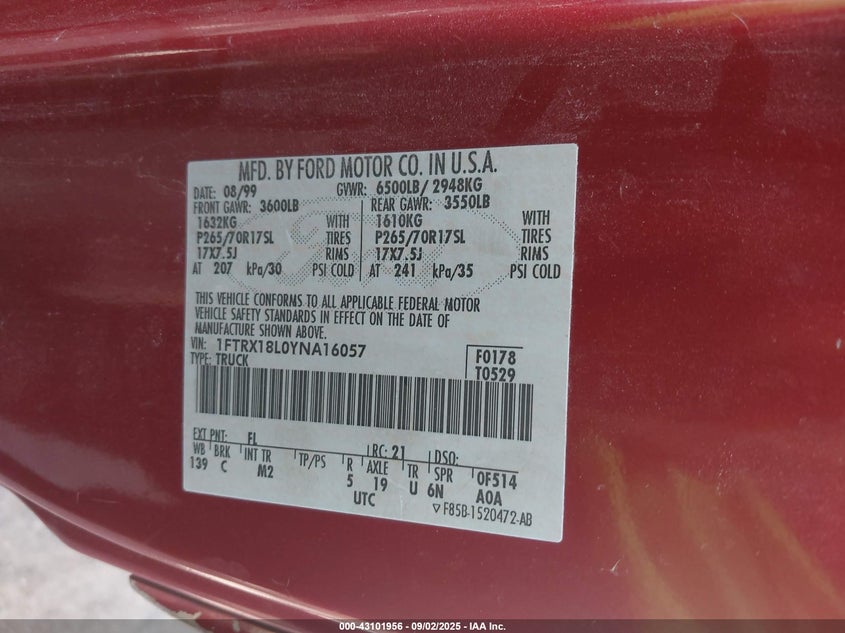 MFD. BY FORD MOTOR CO. IN U.S.A.
DATE: 08/99 GVWR: 6500LB/ 2948KG
FRONT GAWR: 3600LB REAR GAWR: 3550LB
1632KG WITH 1610KG WITH
P265/70R17SL TIRES P265/70R17SL TIRES
17X7.5J RIMS 17X7.5J RIMS
AT 207 kPa/30 PSI COLD AT 241 kPa/35 PSI COLD
THIS VEHICLE CONFORMS TO ALL APPLICABLE FEDERAL MOTOR
VEHICLE SAFETY STANDARDS IN EFFECT ON THE DATE OF
MANUFACTURE SHOWN ABOVE.
VIN: 1FTRX18L0YNA16057 F0178
TYPE: TRUCK T0529
EXT PNT: FL RC: 21 DSO:
WB BRK INT TR TP/PS R AXLE TR SPR 0F514
139 C M2 5 19 U 6N A0A
UTC ▽F85B-1520472-AB
000-43101956 - 09/02/2025 - IAA Inc.